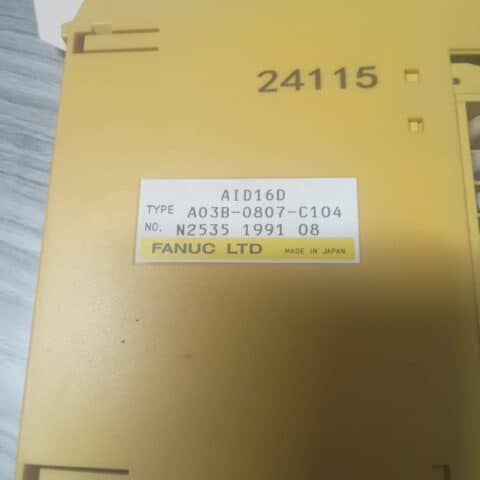 24115
AID16D
TYPE A03B-0807-C104
NO. N2535 1991 08
FANUC LTD MADE IN JAPAN